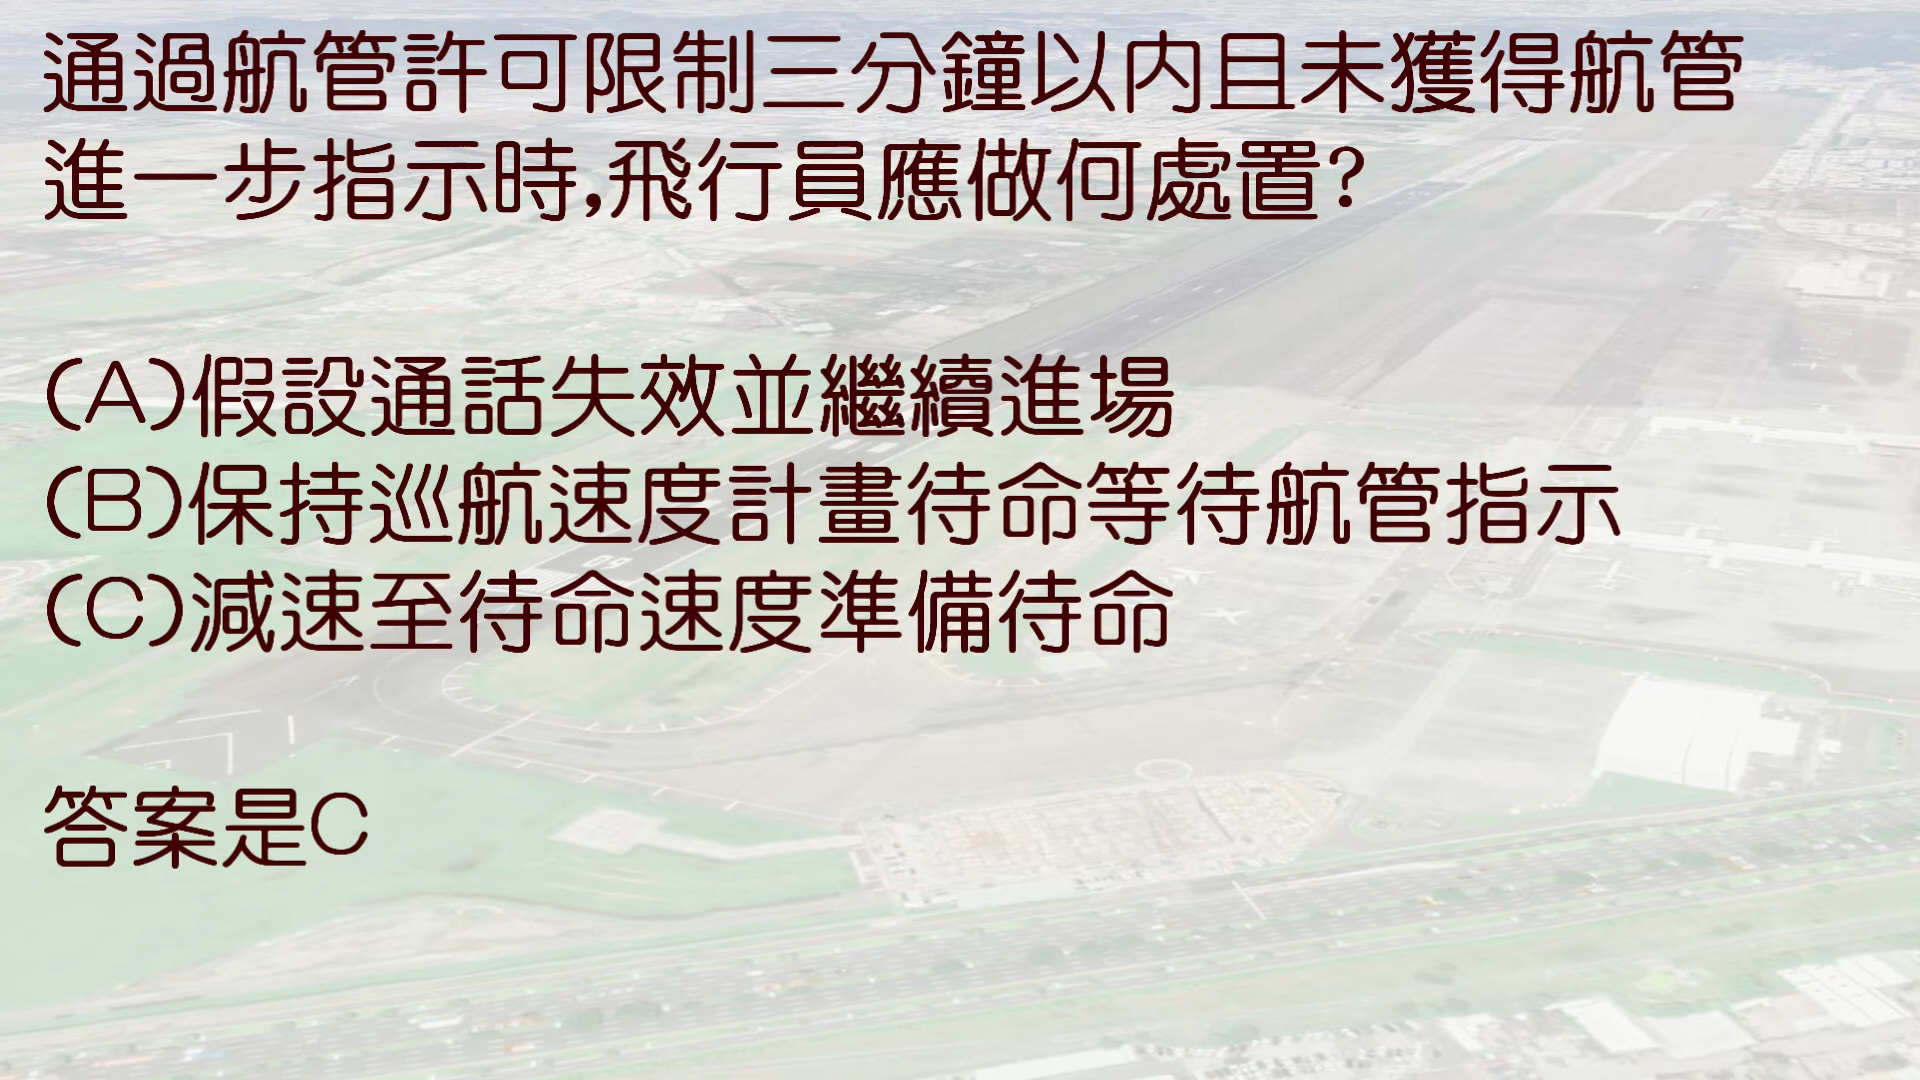 通過航管許可限制三分鐘以内且未獲得航管
進一步指示時,飛行員應做何處置?
(A)假設通話失效並繼續進場
(B)保持巡航速度計畫待命等待航管指示
(C)減速至待命速度準備待命
答案是C